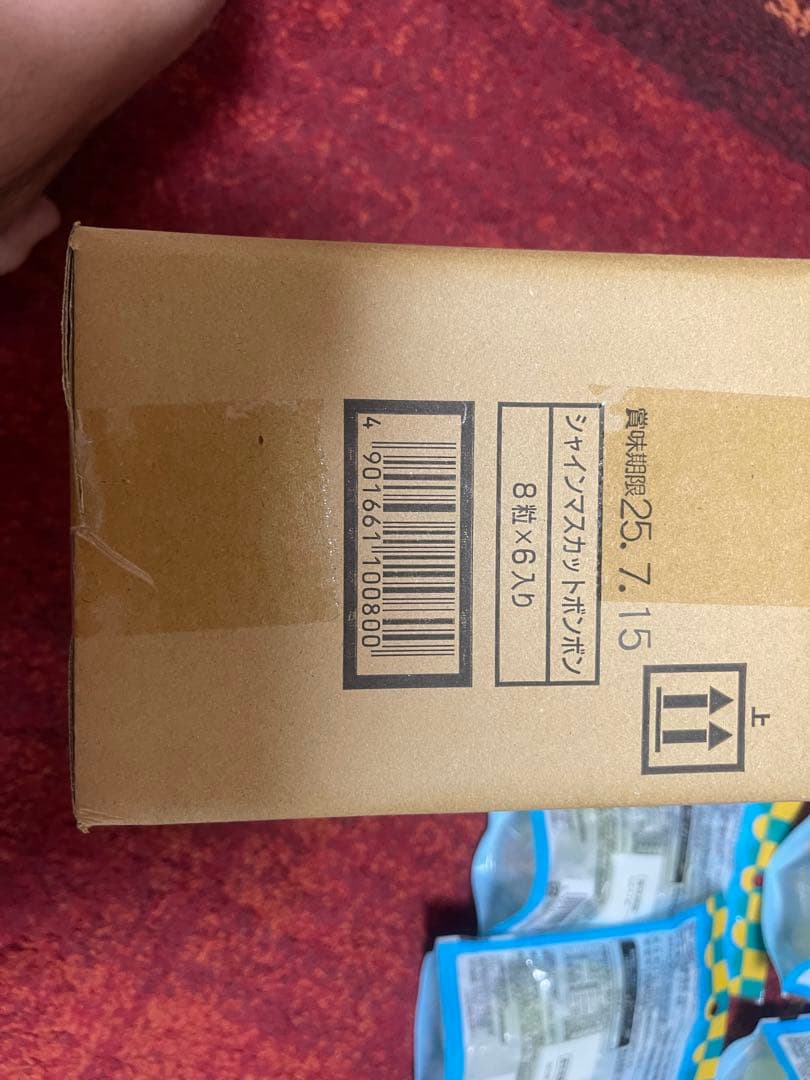 上
賞味期限25.7.15
シャインマスカットボンボン
8粒×6入り
4 901661 100800